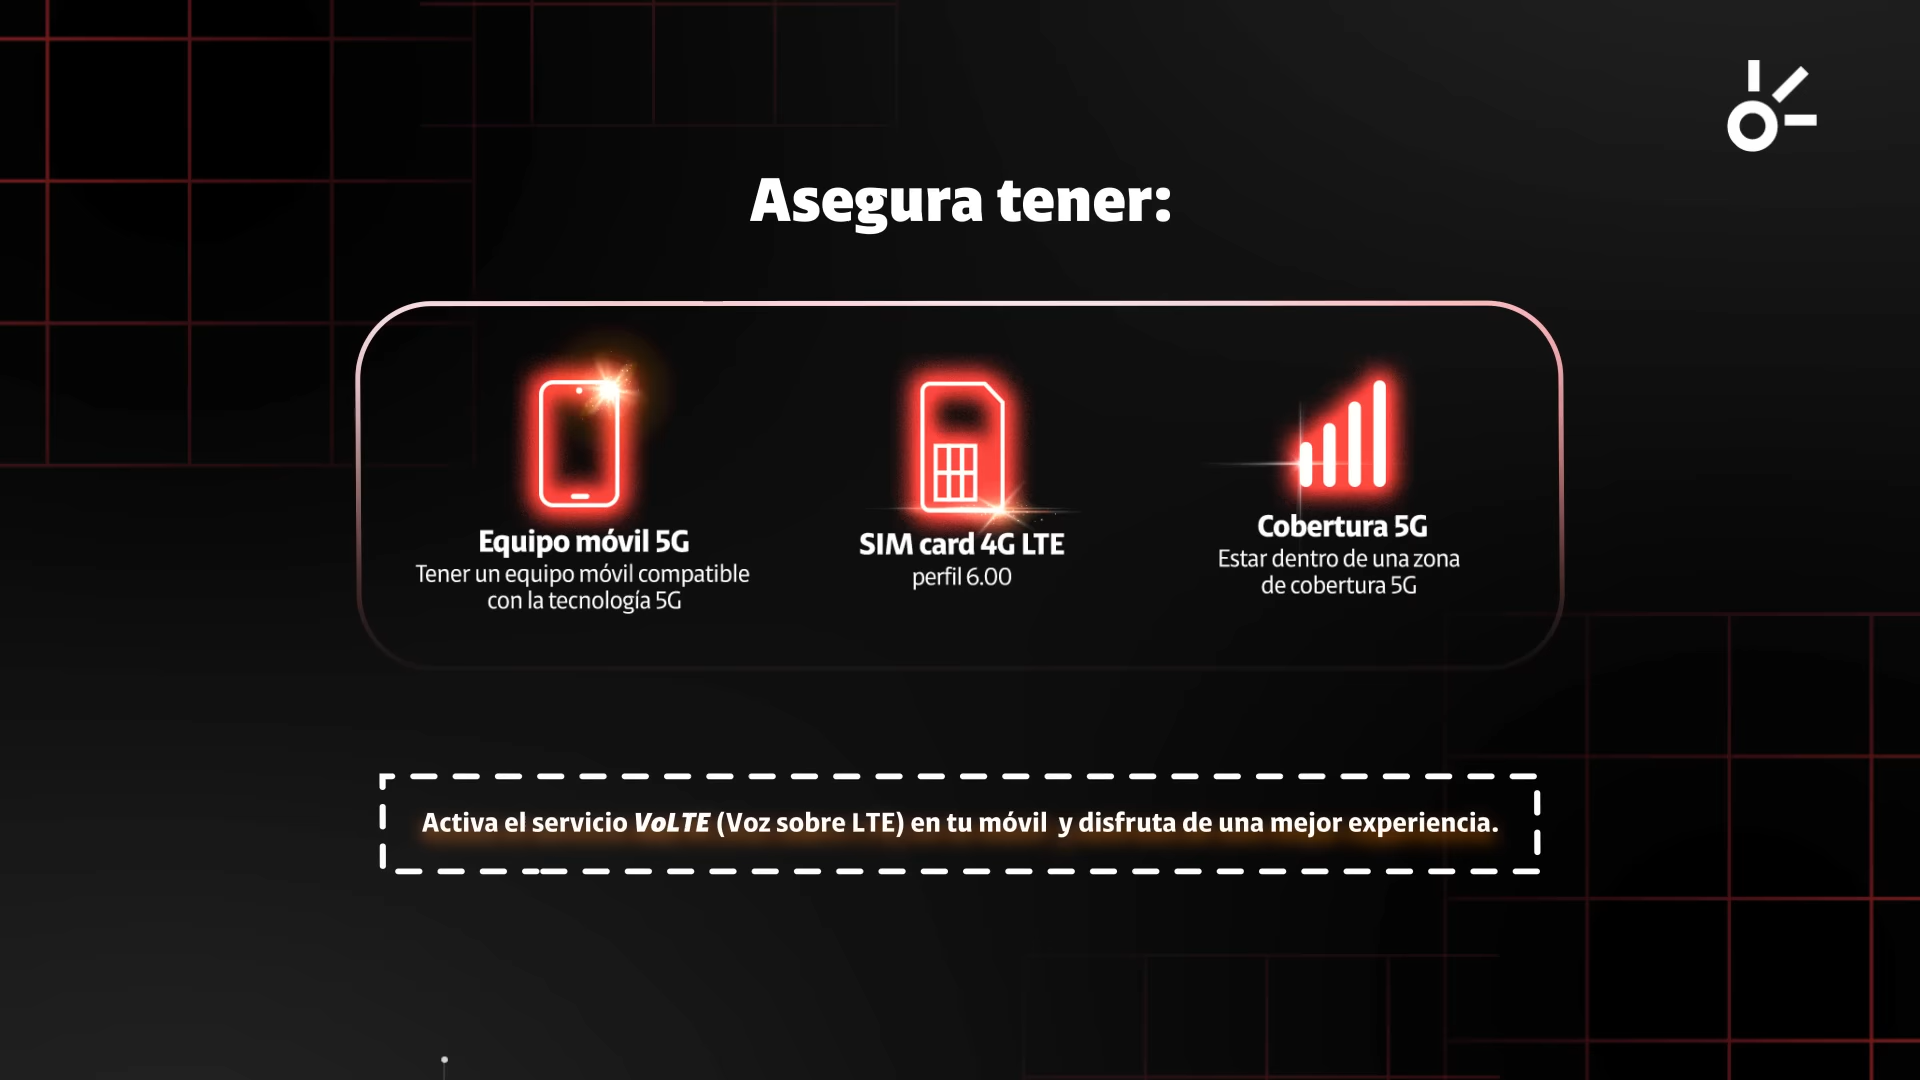 Asegura tener:
Equipo móvil 5G
Tener un equipo móvil compatible
con la tecnología 5G
SIM card 4G LTE
perfil 6.00
Cobertura 5G
Estar dentro de una zona
de cobertura 5G
Activa el servicio VoLTE (Voz sobre LTE) en tu móvil y disfruta de una mejor experiencia.